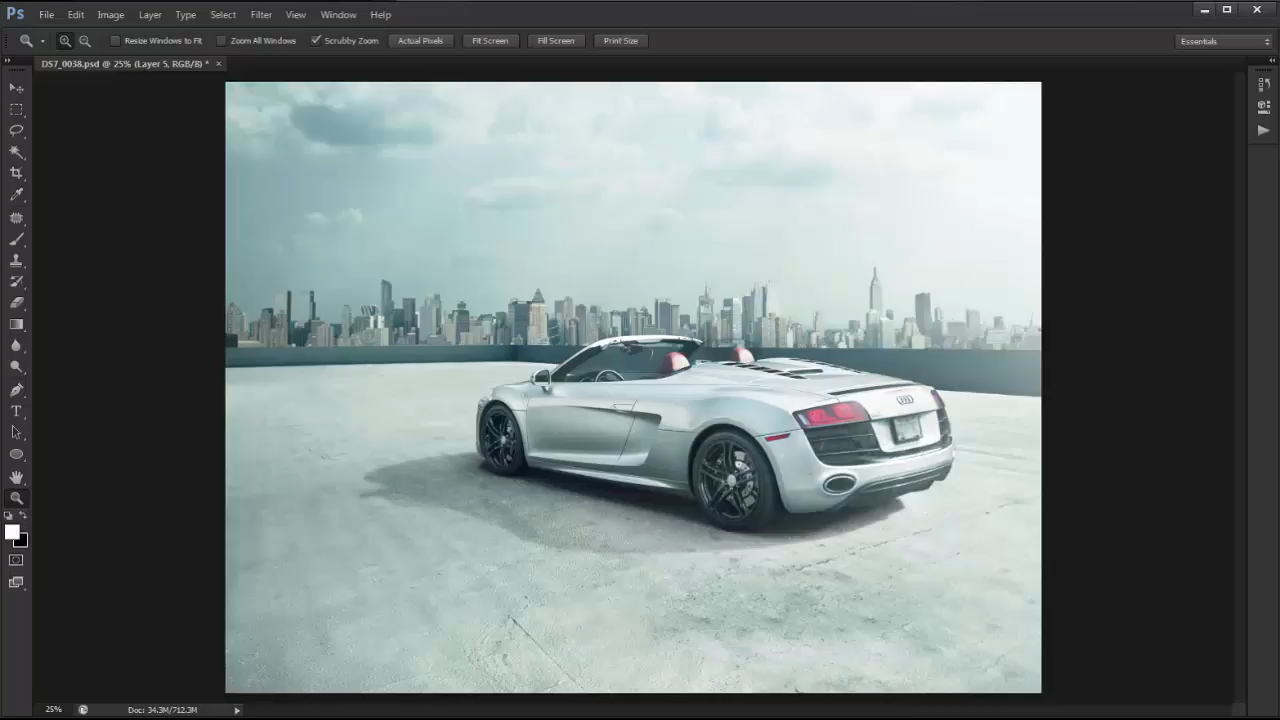 Ps File Edit Image Layer Type Select Filter View Window Help
Resize Windows to Fit Zoom All Windows Scrubby Zoom Actual Pixels Fit Screen Fill Screen Print Size Essentials
DS7_0038.psd @ 25% (Layer 5, RGB/8) * ×
T
25% Doc: 34.3M/712.3M